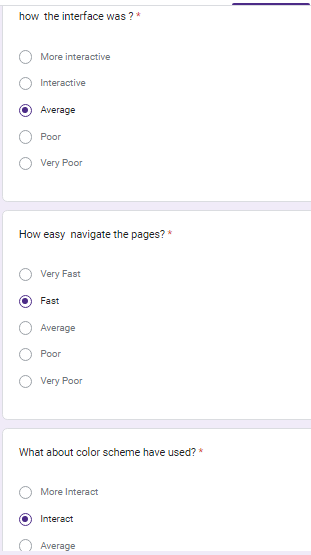 how the interface was ? *
More interactive
Interactive
Average
Poor
Very Poor
How easy navigate the pages? *
Very Fast
Fast
Average
Poor
Very Poor
What about color scheme have used? *
More Interact
Interact
Average